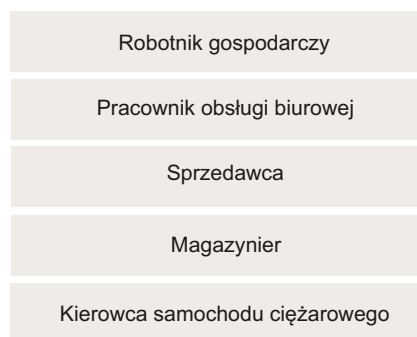 Robotnik gospodarczy
Pracownik obsługi biurowej
Sprzedawca
Magazynier
Kierowca samochodu ciężarowego